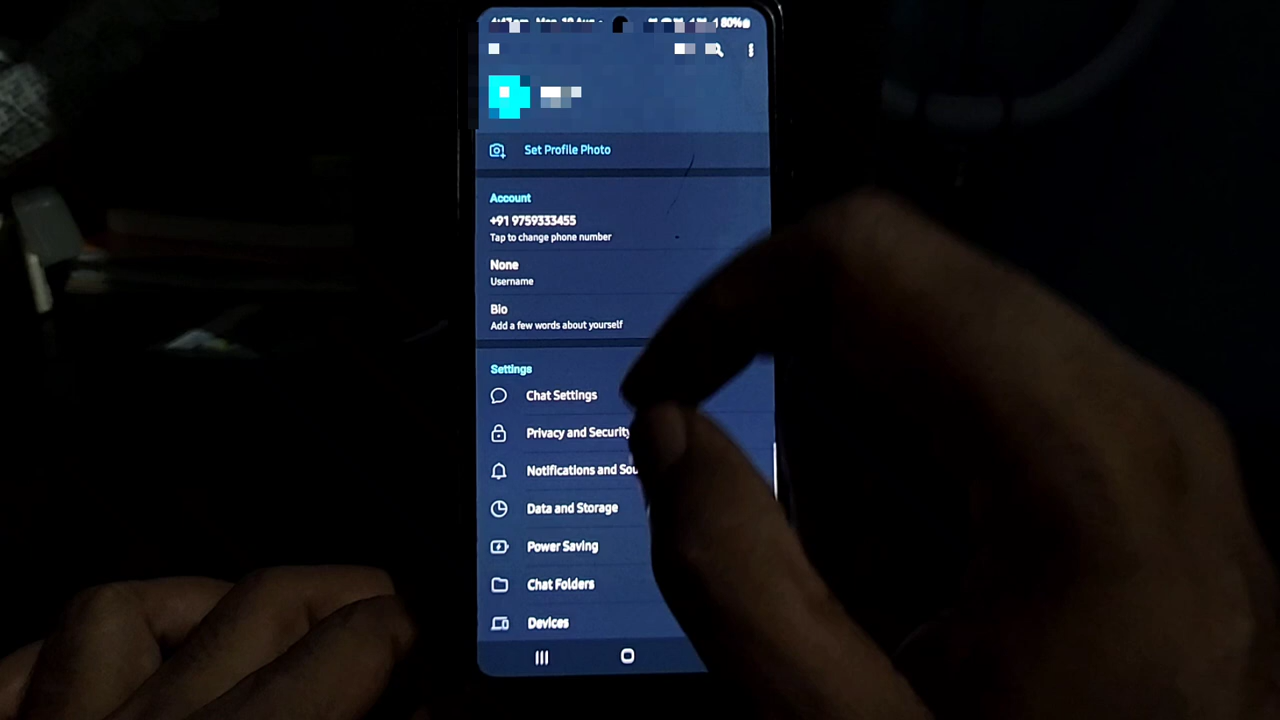 80%
Set Profile Photo
Account
+91 9759333455
Tap to change phone number
None
Username
Bio
Add a few words about yourself
Settings
Chat Settings
Privacy and Security
Notifications and Sou
Data and Storage
Power Saving
Chat Folders
Devices